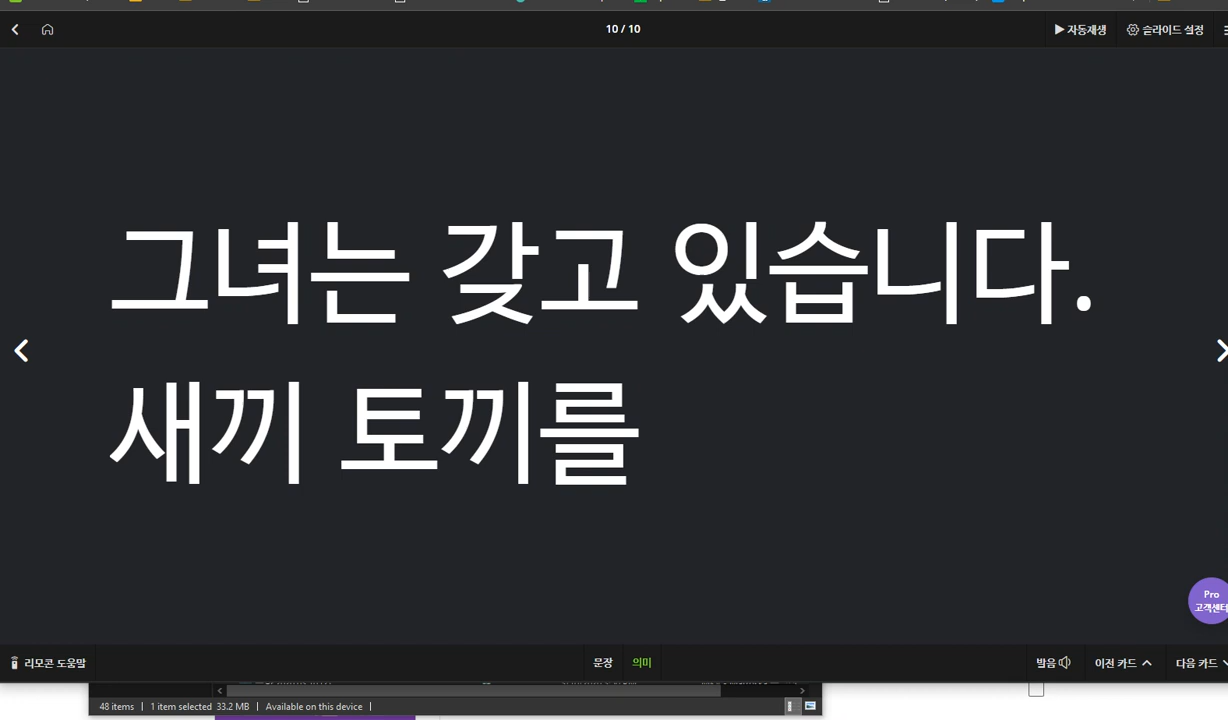 10 / 10
자동재생
슬라이드 설정
그녀는 갖고 있습니다.
새끼 토끼를
Pro
고객센터
리모콘 도움말
문장
의미
발음
이전 카드
다음 카드
48 items
1 item selected 33.2 MB
Available on this device